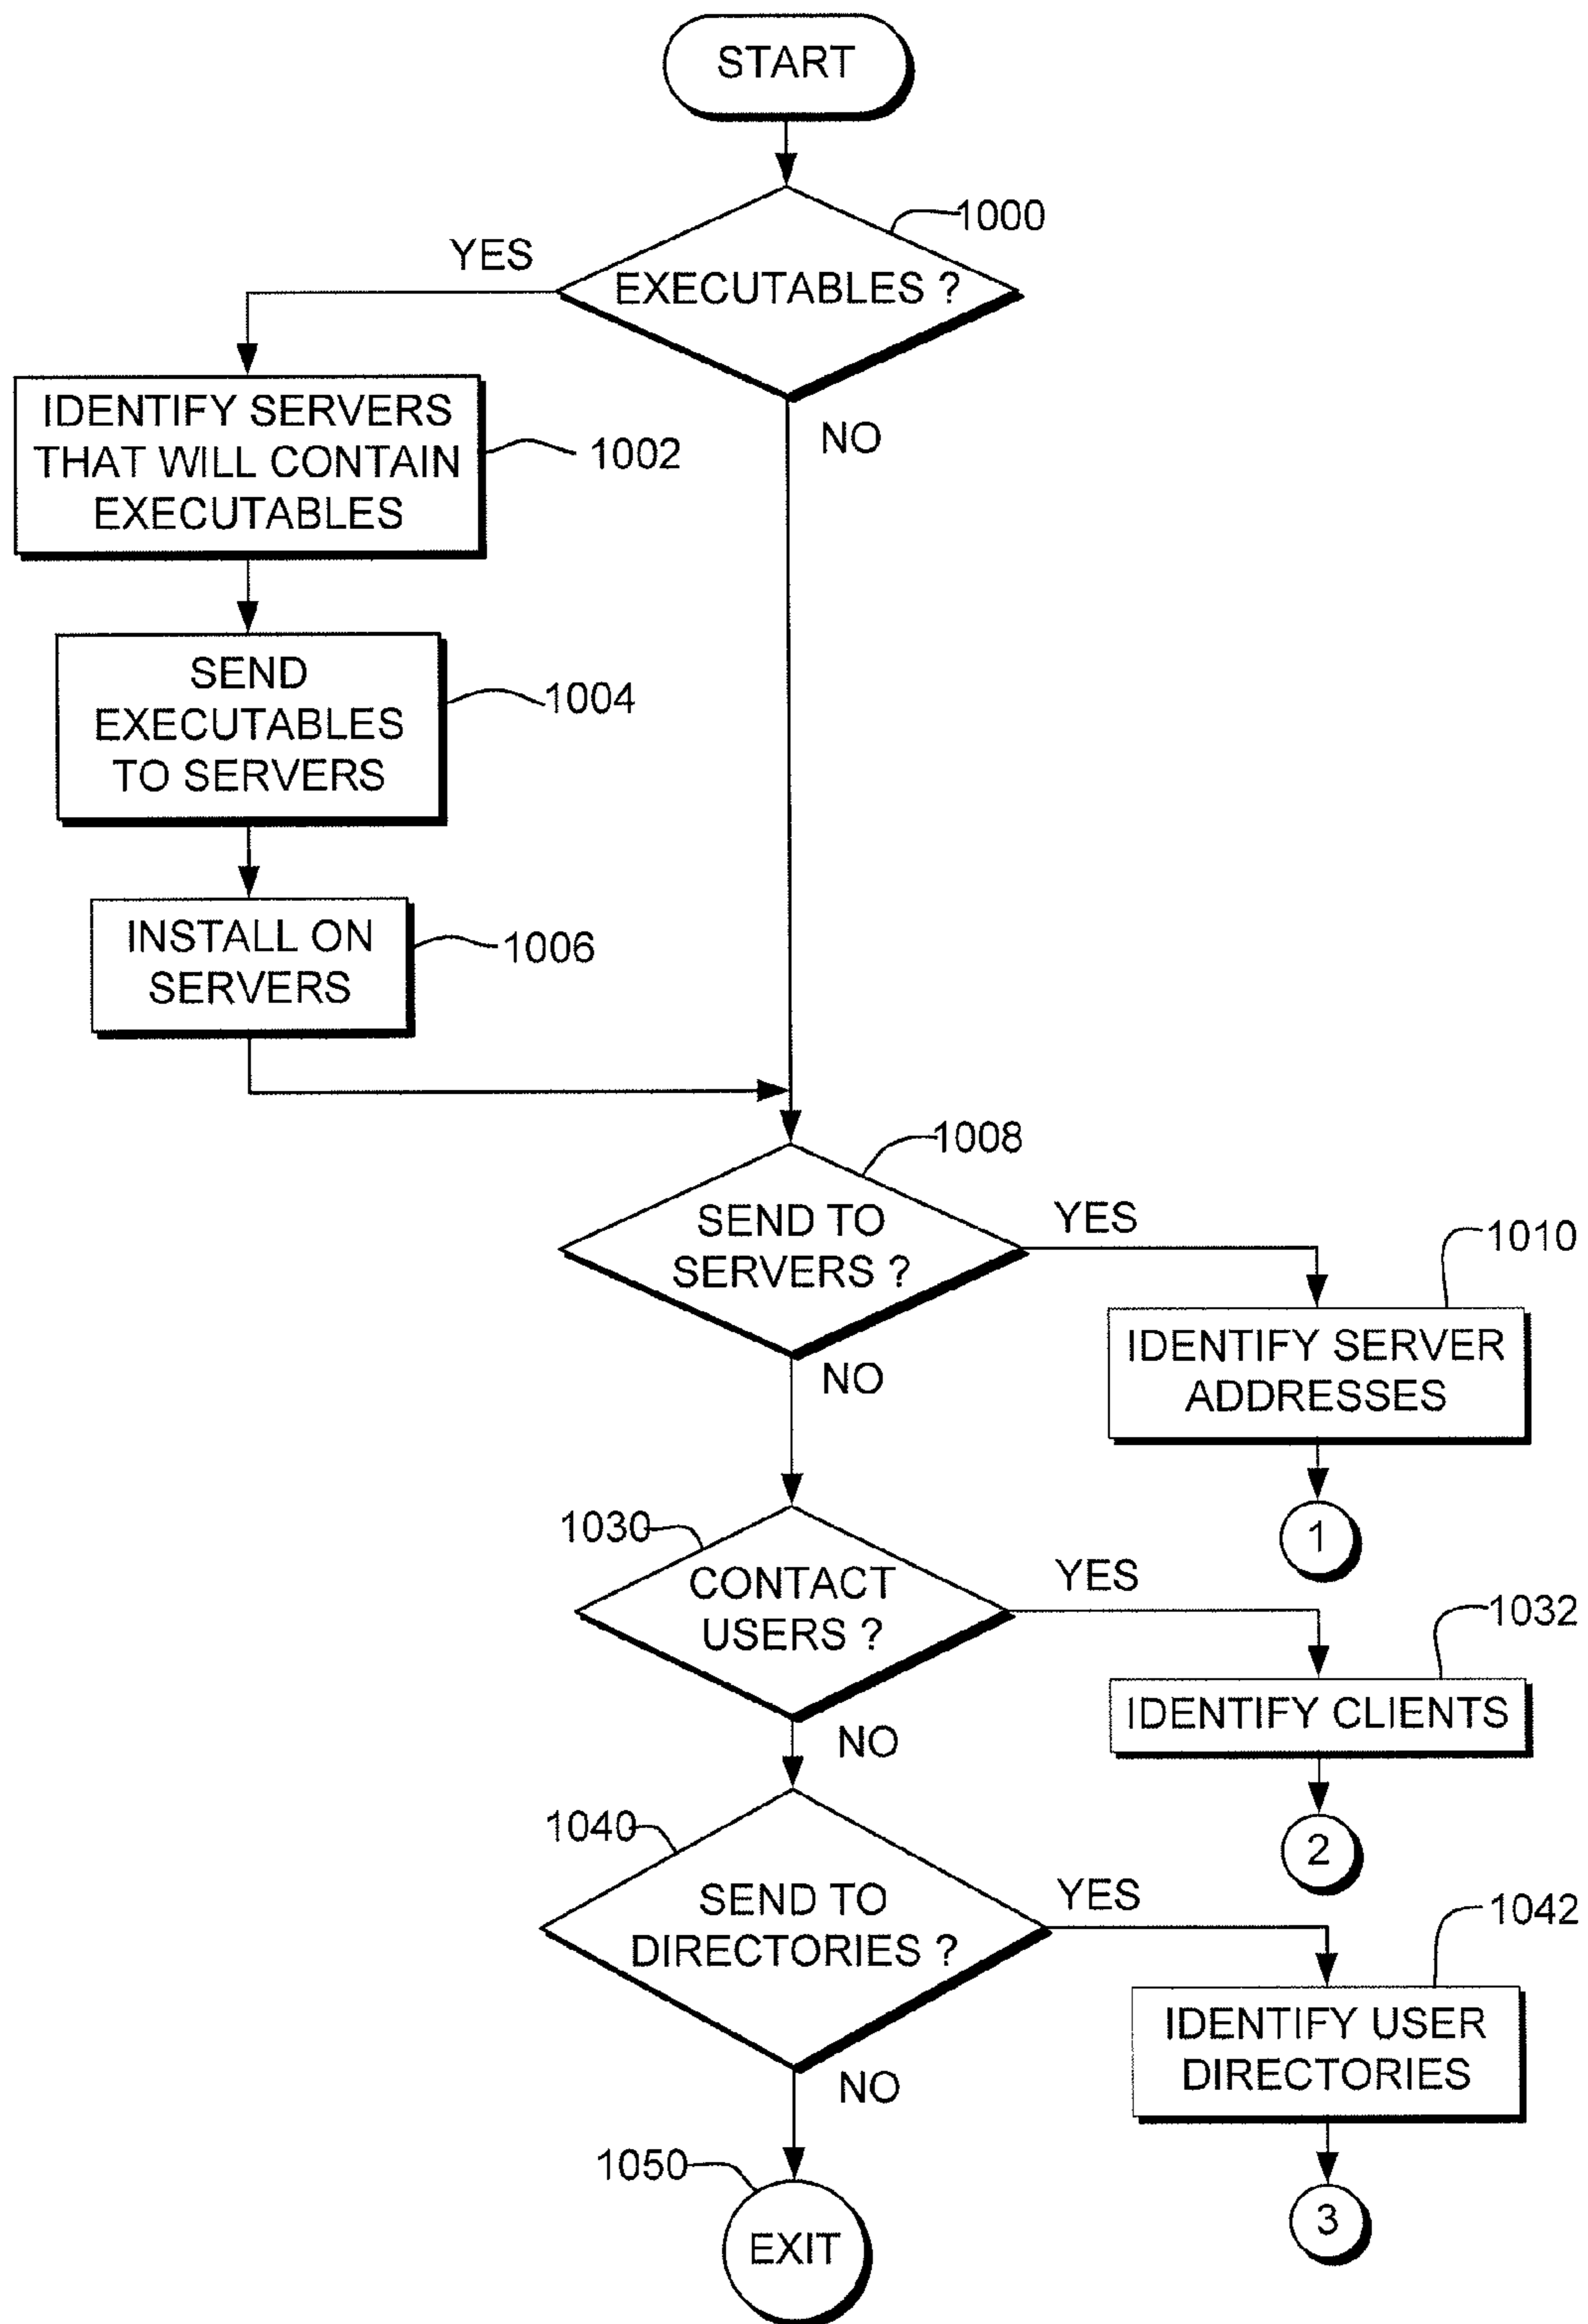 START
1000
YES
EXECUTABLES ?
NO
IDENTIFY SERVERS
THAT WILL CONTAIN
EXECUTABLES
1002
SEND
EXECUTABLES
TO SERVERS
1004
INSTALL ON
SERVERS
1006
1008
SEND TO
SERVERS ?
YES
NO
1010
IDENTIFY SERVER
ADDRESSES
1
1030
CONTACT
USERS ?
YES
NO
1032
IDENTIFY CLIENTS
2
1040
SEND TO
DIRECTORIES ?
YES
NO
1042
IDENTIFY USER
DIRECTORIES
3
1050
EXIT